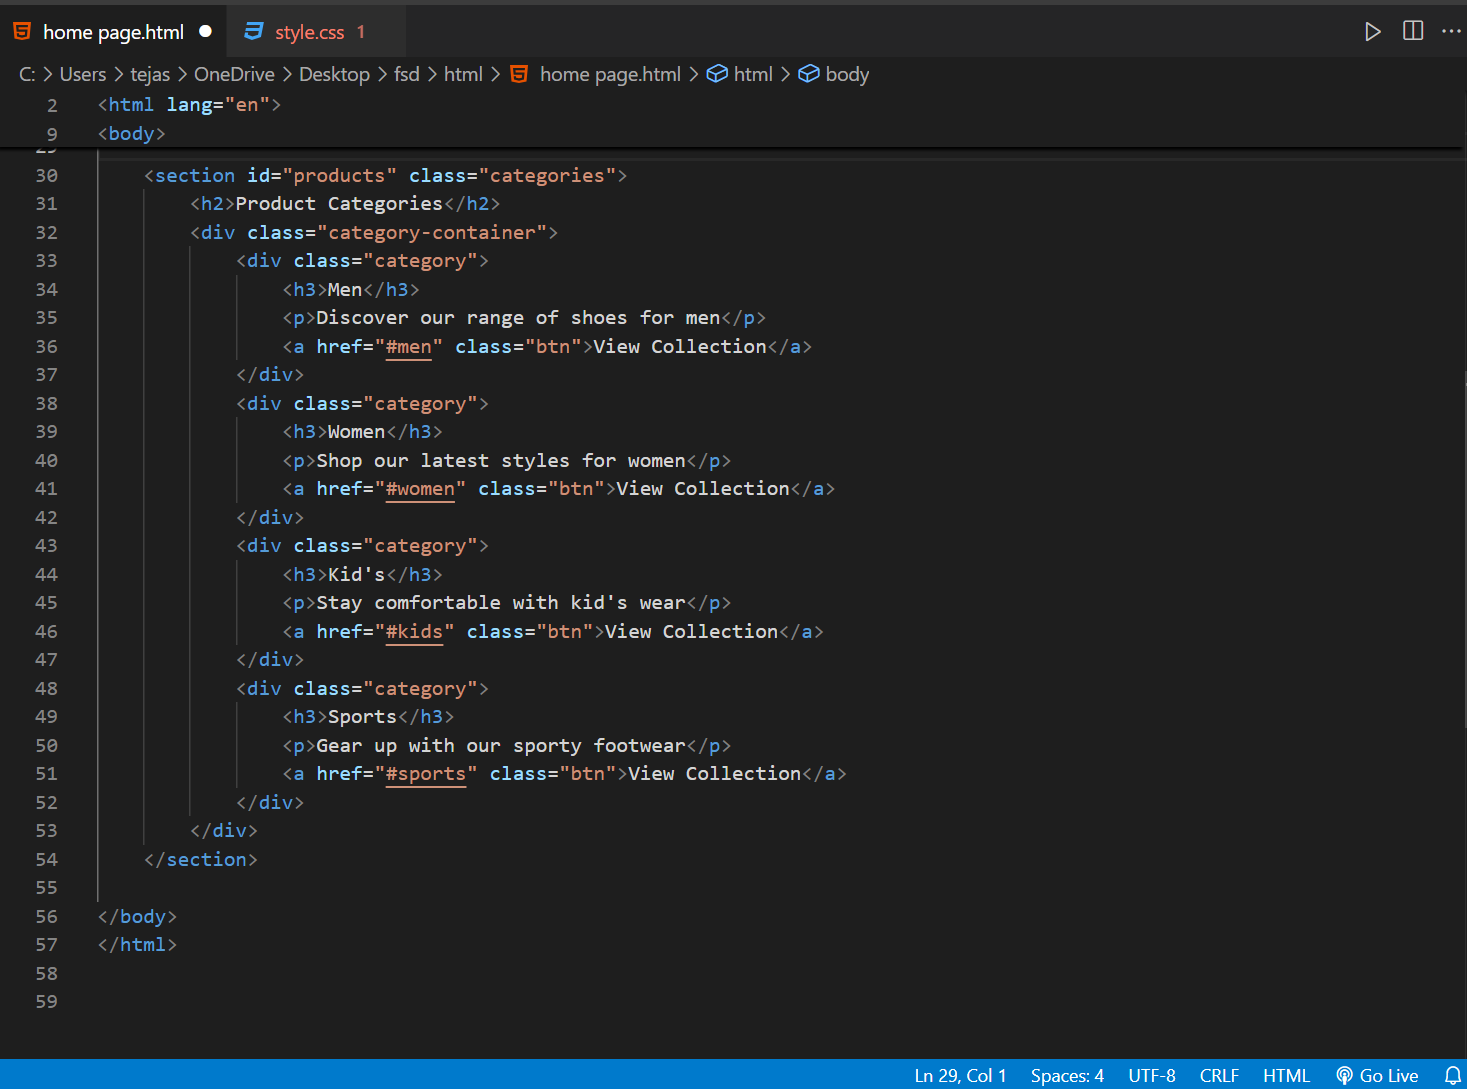 home page.html
style.css 1
C: > Users > tejas > OneDrive > Desktop > fsd > html > home page.html > html > body
2 <html lang="en">
9 <body>
29
30 <section id="products" class="categories">
31 <h2>Product Categories</h2>
32 <div class="category-container">
33 <div class="category">
34 <h3>Men</h3>
35 <p>Discover our range of shoes for men</p>
36 <a href="#men" class="btn">View Collection</a>
37 </div>
38 <div class="category">
39 <h3>Women</h3>
40 <p>Shop our latest styles for women</p>
41 <a href="#women" class="btn">View Collection</a>
42 </div>
43 <div class="category">
44 <h3>Kid's</h3>
45 <p>Stay comfortable with kid's wear</p>
46 <a href="#kids" class="btn">View Collection</a>
47 </div>
48 <div class="category">
49 <h3>Sports</h3>
50 <p>Gear up with our sporty footwear</p>
51 <a href="#sports" class="btn">View Collection</a>
52 </div>
53 </div>
54 </section>
55
56 </body>
57 </html>
58
59
Ln 29, Col 1 Spaces: 4 UTF-8 CRLF HTML Go Live